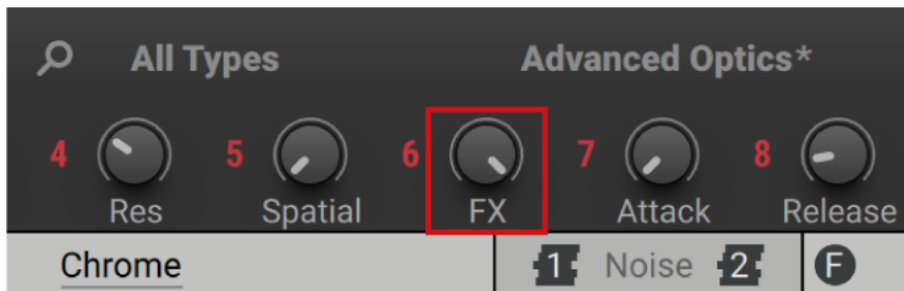 All Types Advanced Optics*
4 5 6 7 8
Res Spatial FX Attack Release
Chrome 1 Noise 2 F